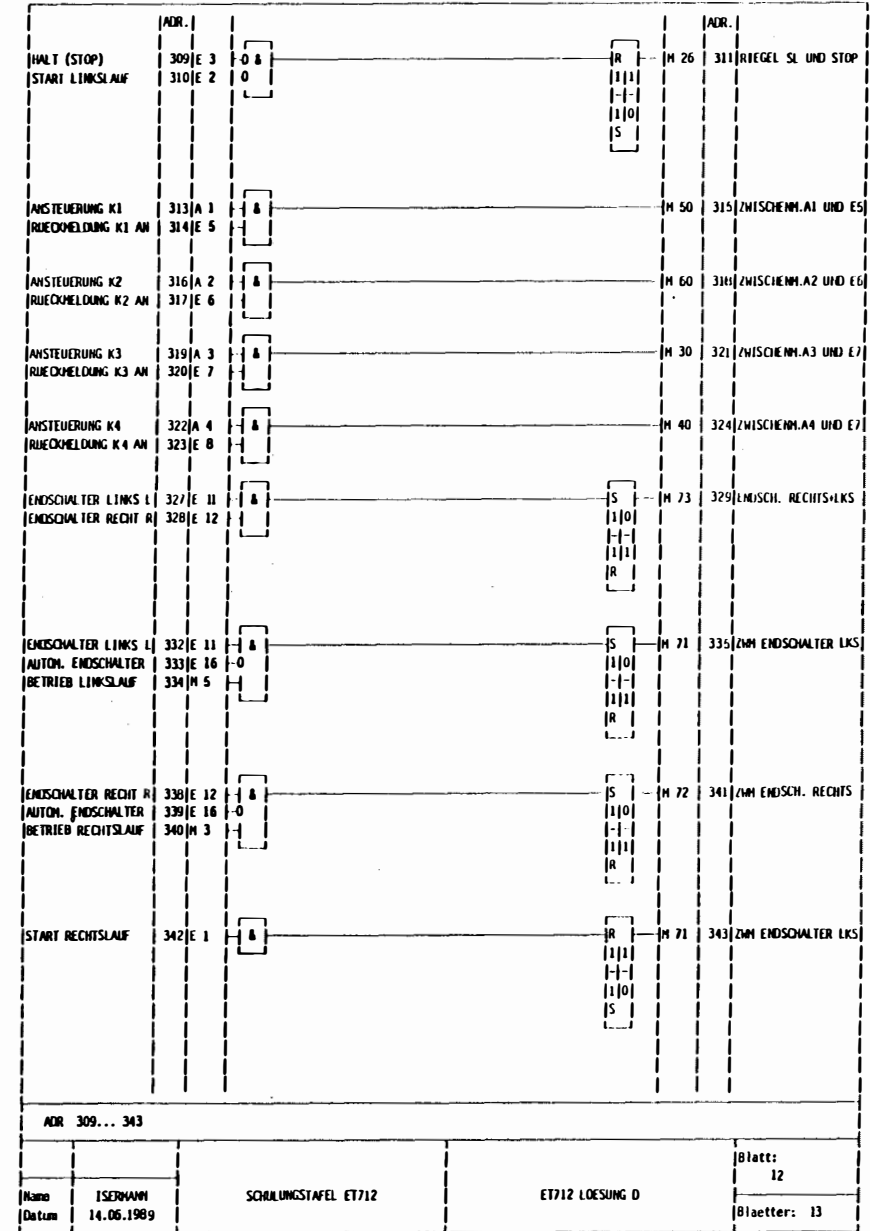 ADR. ADR.
HALT (STOP) 309 E 3 O & R M 26 311 RIEGEL SL UND STOP
START LINKSLAUF 310 E 2 O 1 1
1 0
S
ANSTEUERUNG K1 313 A 1 & M 50 315 ZWISCHENM.A1 UND E5
RUECKMELDUNG K1 AN 314 E 5
ANSTEUERUNG K2 316 A 2 & M 60 318 ZWISCHENM.A2 UND E6
RUECKMELDUNG K2 AN 317 E 6
ANSTEUERUNG K3 319 A 3 & M 30 321 ZWISCHENM.A3 UND E7
RUECKMELDUNG K3 AN 320 E 7
ANSTEUERUNG K4 322 A 4 & M 40 324 ZWISCHENM.A4 UND E7
RUECKMELDUNG K4 AN 323 E 8
ENDSCHALTER LINKS L 327 E 11 & S M 73 329 ENDSCH. RECHTS+LKS
ENDSCHALTER RECHT R 328 E 12 1 0
1 1
R
ENDSCHALTER LINKS L 332 E 11 & S M 71 335 ZWM ENDSCHALTER LKS
AUTOM. ENDSCHALTER 333 E 16 O 1 0
BETRIEB LINKSLAUF 334 M 5
1 1
R
ENDSCHALTER RECHT R 338 E 12 & S M 72 341 ZWM ENDSCH. RECHTS
AUTOM. ENDSCHALTER 339 E 16 O 1 0
BETRIEB RECHTSLAUF 340 M 3
1 1
R
START RECHTSLAUF 342 E 1 & R M 71 343 ZWM ENDSCHALTER LKS
1 1
1 0
S
ADR 309... 343
Blatt:
12
Name ISERMANN SCHULUNGSTAFEL ET712 ET712 LOESUNG D
Datum 14.06.1989 Blaetter: 13